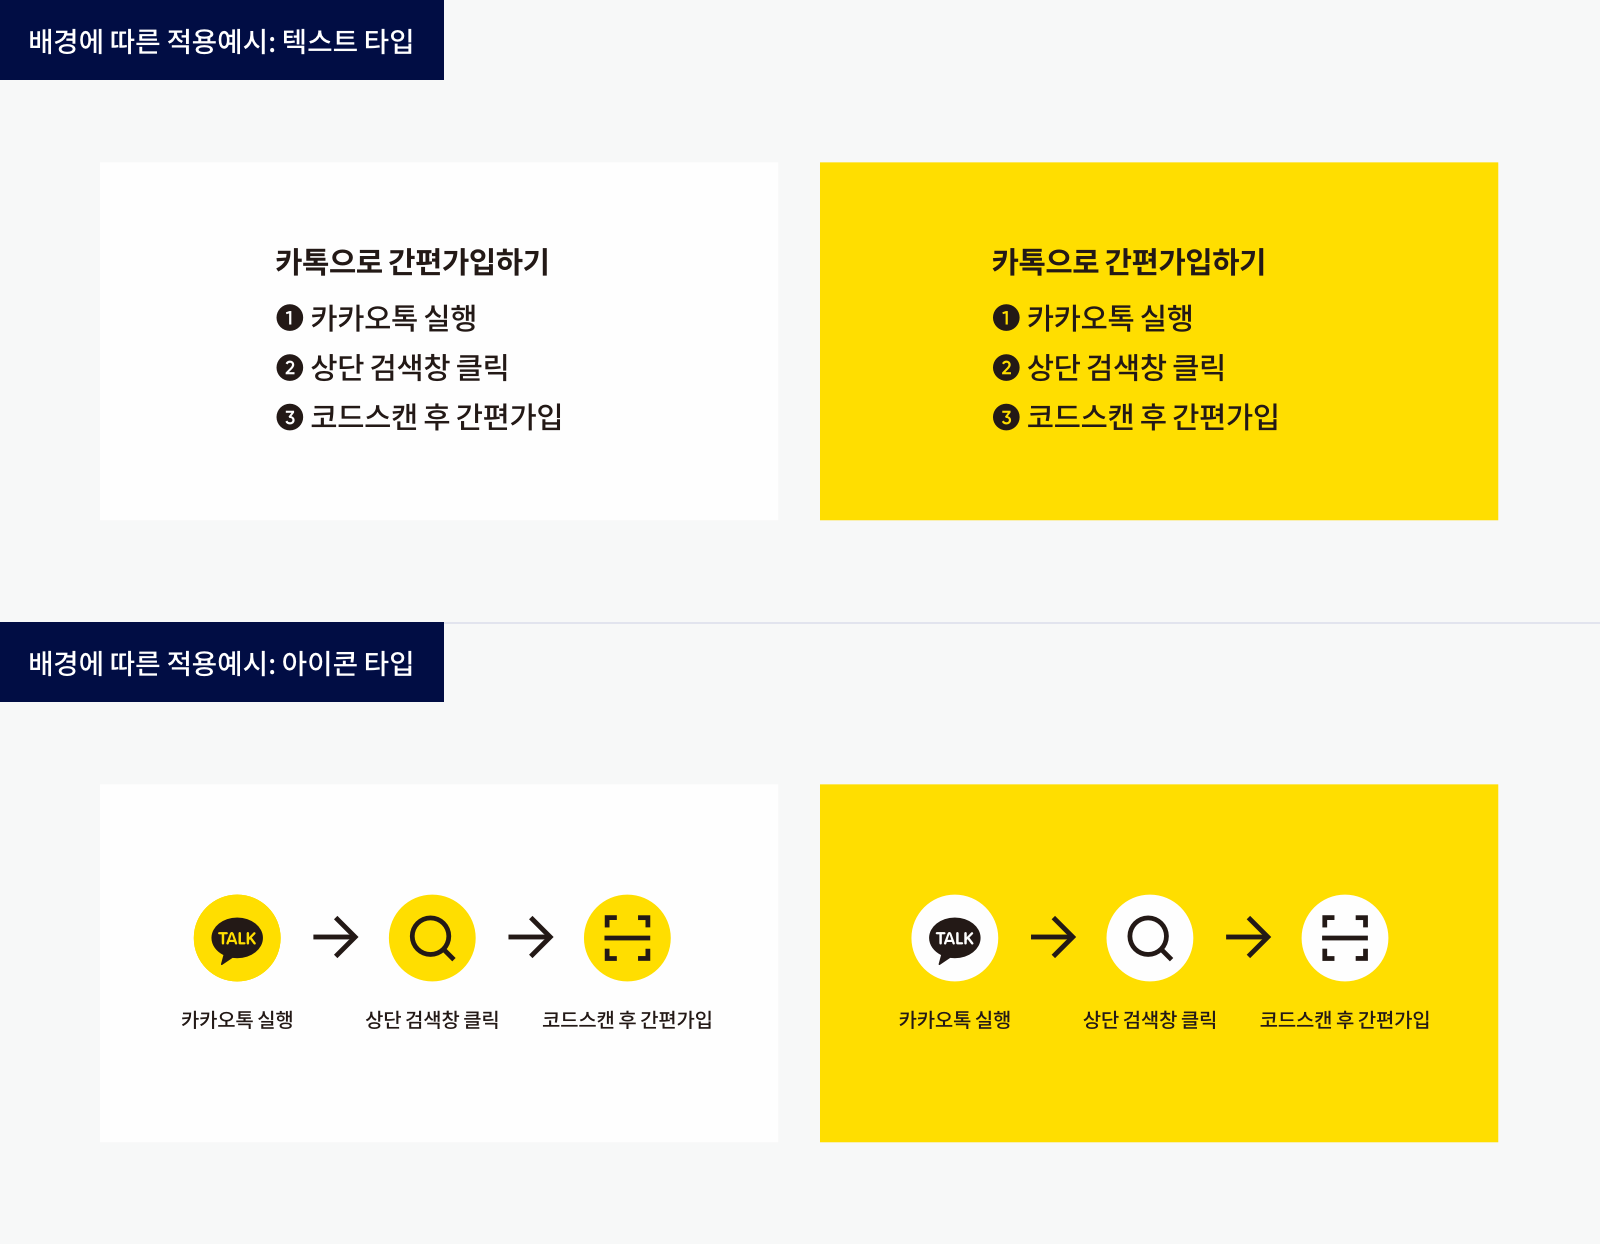 배경에 따른 적용예시: 텍스트 타입
카톡으로 간편가입하기
1 카카오톡 실행
2 상단 검색창 클릭
3 코드스캔 후 간편가입
카톡으로 간편가입하기
1 카카오톡 실행
2 상단 검색창 클릭
3 코드스캔 후 간편가입
배경에 따른 적용예시: 아이콘 타입
TALK
카카오톡 실행
상단 검색창 클릭
코드스캔 후 간편가입
TALK
카카오톡 실행
상단 검색창 클릭
코드스캔 후 간편가입